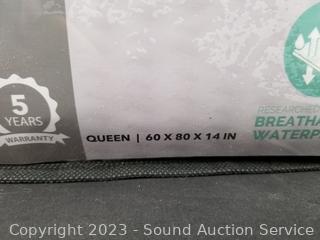 5
YEARS
WARRANTY
RESEARCHED
BREATHA
WATERP
QUEEN | 60 X 80 X 14 IN
Copyright 2023 - Sound Auction Service